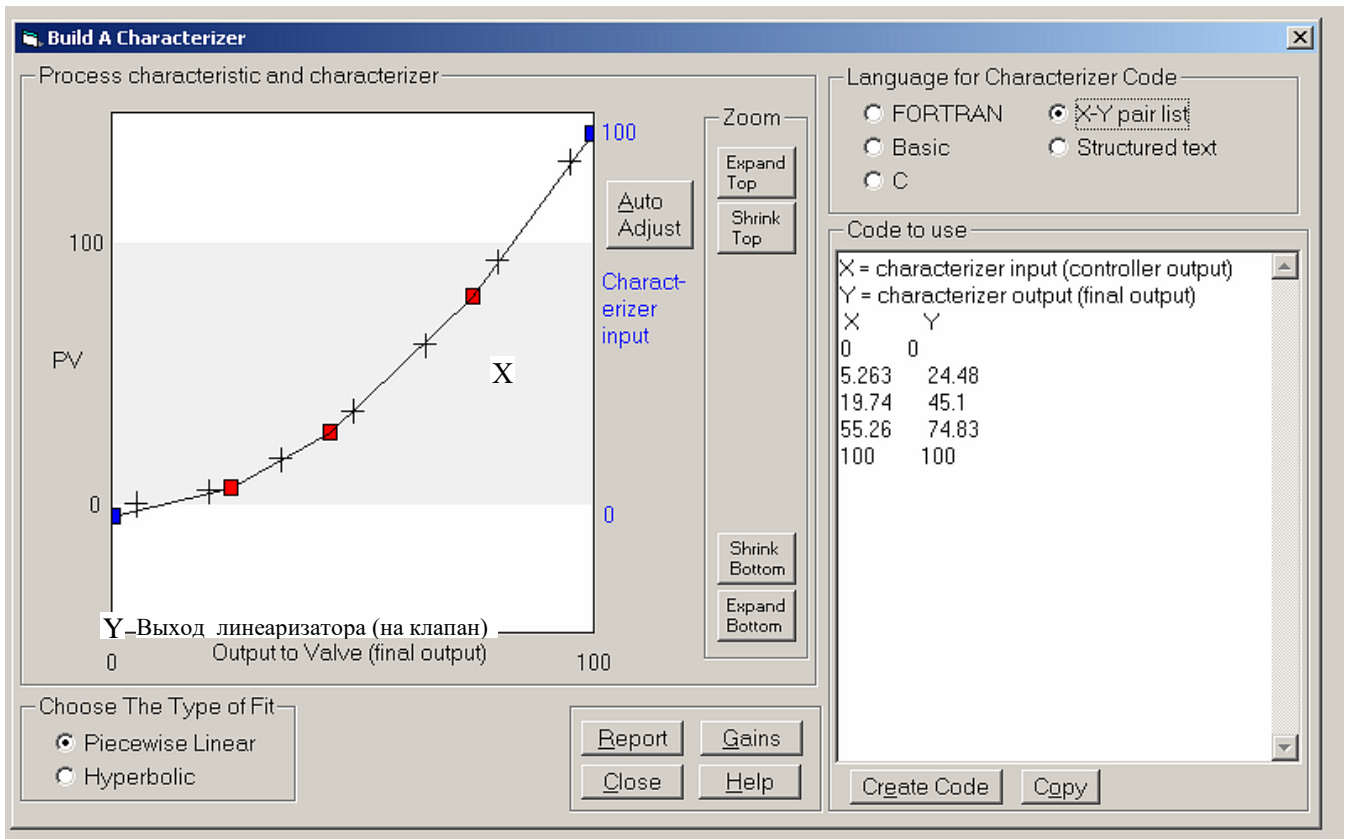 Build A Characterizer
Process characteristic and characterizer
100
Zoom
Expand
Top
Auto
Adjust
Shrink
Top
100
Charact-
erizer
input
PV
X
0
0
Shrink
Bottom
Expand
Bottom
Y Выход линеаризатора (на клапан)
Output to Valve (final output)
0
100
Choose The Type of Fit
Piecewise Linear
Hyperbolic
Report
Gains
Close
Help
Language for Characterizer Code
FORTRAN
X-Y pair list
Basic
Structured text
C
Code to use
X = characterizer input (controller output)
Y = characterizer output (final output)
X Y
0 0
5.263 24.48
19.74 45.1
55.26 74.83
100 100
Create Code
Copy